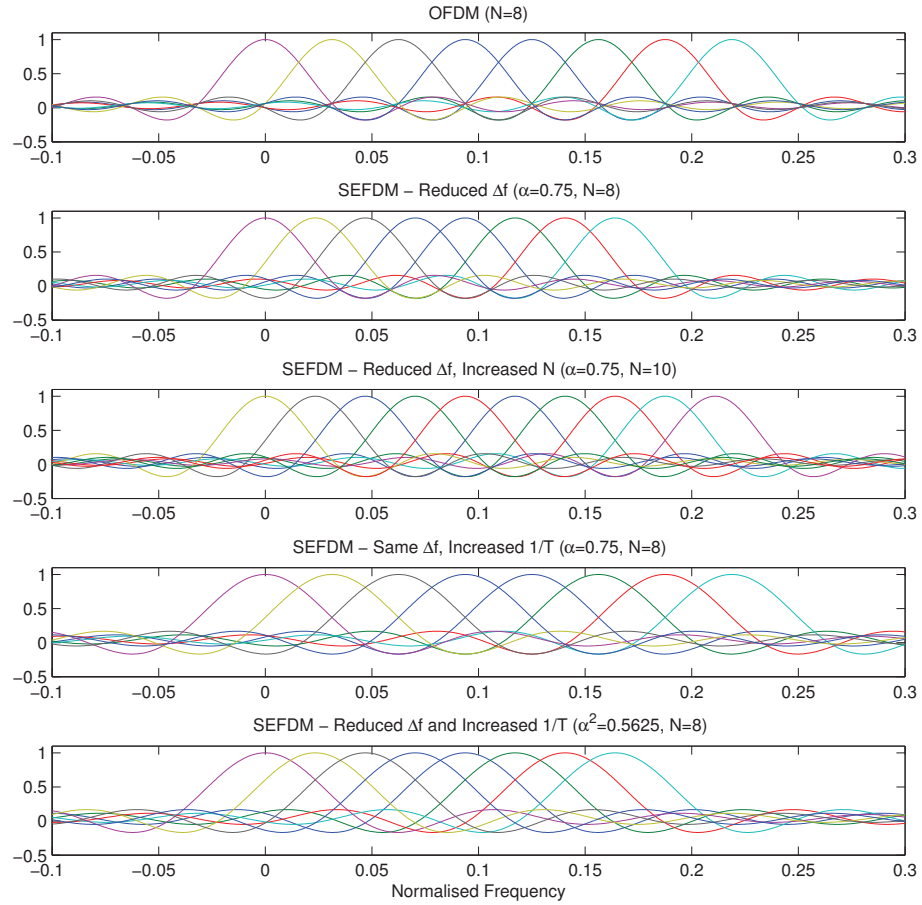 OFDM (N=8)
1
0.5
0
−0.5
−0.1 −0.05 0 0.05 0.1 0.15 0.2 0.25 0.3
SEFDM − Reduced Δf (α=0.75, N=8)
1
0.5
0
−0.5
−0.1 −0.05 0 0.05 0.1 0.15 0.2 0.25 0.3
SEFDM − Reduced Δf, Increased N (α=0.75, N=10)
1
0.5
0
−0.5
−0.1 −0.05 0 0.05 0.1 0.15 0.2 0.25 0.3
SEFDM − Same Δf, Increased 1/T (α=0.75, N=8)
1
0.5
0
−0.5
−0.1 −0.05 0 0.05 0.1 0.15 0.2 0.25 0.3
SEFDM − Reduced Δf and Increased 1/T (α²=0.5625, N=8)
1
0.5
0
−0.5
−0.1 −0.05 0 0.05 0.1 0.15 0.2 0.25 0.3
Normalised Frequency